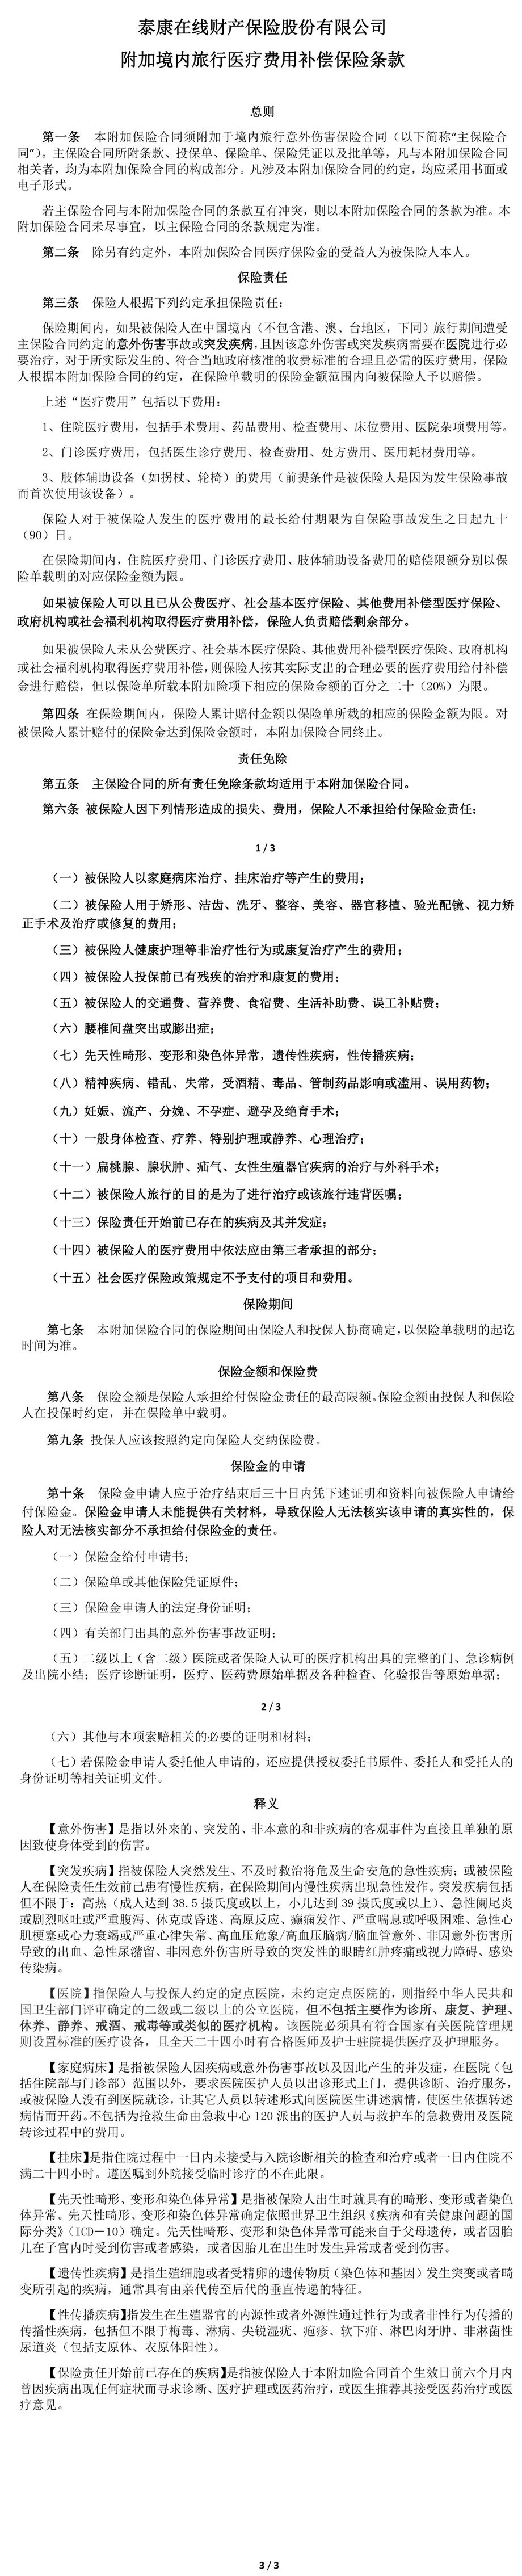 泰康在线财产保险股份有限公司
附加境内旅行医疗费用补偿保险条款
总则
第一条 本附加保险合同须附加于境内旅行意外伤害保险合同（以下简称“主保险合
同”）。主保险合同所附条款、投保单、保险单、保险凭证以及批单等，凡与本附加保险合同
相关者，均为本附加保险合同的构成部分。凡涉及本附加保险合同的约定，均应采用书面或
电子形式。
若主保险合同与本附加保险合同的条款互有冲突，则以本附加保险合同的条款为准。本
附加保险合同未尽事宜，以主保险合同的条款规定为准。
第二条 除另有约定外，本附加保险合同医疗保险金的受益人为被保险人本人。
保险责任
第三条 保险人根据下列约定承担保险责任：
保险期间内，如果被保险人在中国境内（不包含港、澳、台地区，下同）旅行期间遭受
主保险合同约定的意外伤害事故或突发疾病，且因该意外伤害或突发疾病需要在医院进行必
要治疗，对于所实际发生的、符合当地政府核准的收费标准的合理且必需的医疗费用，保险
人根据本附加保险合同的约定，在保险单载明的保险金额范围内向被保险人予以赔偿。
上述“医疗费用”包括以下费用：
1、住院医疗费用，包括手术费用、药品费用、检查费用、床位费用、医院杂项费用等。
2、门诊医疗费用，包括医生诊疗费用、检查费用、处方费用、医用耗材费用等。
3、肢体辅助设备（如拐杖、轮椅）的费用（前提条件是被保险人是因为发生保险事故
而首次使用该设备）。
保险人对于被保险人发生的医疗费用的最长给付期限为自保险事故发生之日起九十
（90）日。
在保险期间内，住院医疗费用、门诊医疗费用、肢体辅助设备费用的赔偿限额分别以保
险单载明的对应保险金额为限。
如果被保险人可以且已从公费医疗、社会基本医疗保险、其他费用补偿型医疗保险、
政府机构或社会福利机构取得医疗费用补偿，保险人负责赔偿剩余部分。
如果被保险人未从公费医疗、社会基本医疗保险、其他费用补偿型医疗保险、政府机构
或社会福利机构取得医疗费用补偿，则保险人按其实际支出的合理必要的医疗费用给付补偿
金进行赔偿，但以保险单所载本附加险项下相应的保险金额的百分之二十（20%）为限。
第四条 在保险期间内，保险人累计赔付金额以保险单所载的相应的保险金额为限。对
被保险人累计赔付的保险金达到保险金额时，本附加保险合同终止。
责任免除
第五条 主保险合同的所有责任免除条款均适用于本附加保险合同。
第六条 被保险人因下列情形造成的损失、费用，保险人不承担给付保险金责任：
1 / 3
（一）被保险人以家庭病床治疗、挂床治疗等产生的费用；
（二）被保险人用于矫形、洁齿、洗牙、整容、美容、器官移植、验光配镜、视力矫
正手术及治疗或修复的费用；
（三）被保险人健康护理等非治疗性行为或康复治疗产生的费用；
（四）被保险人投保前已有残疾的治疗和康复的费用；
（五）被保险人的交通费、营养费、食宿费、生活补助费、误工补贴费；
（六）腰椎间盘突出或膨出症；
（七）先天性畸形、变形和染色体异常，遗传性疾病，性传播疾病；
（八）精神疾病、错乱、失常，受酒精、毒品、管制药品影响或滥用、误用药物；
（九）妊娠、流产、分娩、不孕症、避孕及绝育手术；
（十）一般身体检查、疗养、特别护理或静养、心理治疗；
（十一）扁桃腺、腺状肿、疝气、女性生殖器官疾病的治疗与外科手术；
（十二）被保险人旅行的目的是为了进行治疗或该旅行违背医嘱；
（十三）保险责任开始前已存在的疾病及其并发症；
（十四）被保险人的医疗费用中依法应由第三者承担的部分；
（十五）社会医疗保险政策规定不予支付的项目和费用。
保险期间
第七条 本附加保险合同的保险期间由保险人和投保人协商确定，以保险单载明的起讫
时间为准。
保险金额和保险费
第八条 保险金额是保险人承担给付保险金责任的最高限额。保险金额由投保人和保险
人在投保时约定，并在保险单中载明。
第九条 投保人应该按照约定向保险人交纳保险费。
保险金的申请
第十条 保险金申请人应于治疗结束后三十日内凭下述证明和资料向被保险人申请给
付保险金。保险金申请人未能提供有关材料，导致保险人无法核实该申请的真实性的，保
险人对无法核实部分不承担给付保险金的责任。
（一）保险金给付申请书；
（二）保险单或其他保险凭证原件；
（三）保险金申请人的法定身份证明；
（四）有关部门出具的意外伤害事故证明；
（五）二级以上（含二级）医院或者保险人认可的医疗机构出具的完整的门、急诊病例
及出院小结；医疗诊断证明，医疗、医药费原始单据及各种检查、化验报告等原始单据；
2 / 3
（六）其他与本项索赔相关的必要的证明和材料；
（七）若保险金申请人委托他人申请的，还应提供授权委托书原件、委托人和受托人的
身份证明等相关证明文件。
释义
【意外伤害】是指以外来的、突发的、非本意的和非疾病的客观事件为直接且单独的原
因致使身体受到的伤害。
【突发疾病】指被保险人突然发生、不及时救治将危及生命安危的急性疾病；或被保险
人在保险责任生效前已患有慢性疾病，在保险期间内慢性疾病出现急性发作。突发疾病包括
但不限于：高热（成人达到 38.5 摄氏度或以上，小儿达到 39 摄氏度或以上）、急性阑尾炎
或剧烈呕吐或严重腹泻、休克或昏迷、高原反应、癫痫发作、严重喘息或呼吸困难、急性心
肌梗塞或心力衰竭或严重心律失常、高血压危象/高血压脑病/脑血管意外、非因意外伤害所
导致的出血、急性尿潴留、非因意外伤害所导致的突发性的眼睛红肿疼痛或视力障碍、感染
传染病。
【医院】指保险人与投保人约定的定点医院，未约定定点医院的，则指经中华人民共和
国卫生部门评审确定的二级或二级以上的公立医院，但不包括主要作为诊所、康复、护理、
休养、静养、戒酒、戒毒等或类似的医疗机构。该医院必须具有符合国家有关医院管理规
则设置标准的医疗设备，且全天二十四小时有合格医师及护士驻院提供医疗及护理服务。
【家庭病床】是指被保险人因疾病或意外伤害事故以及因此产生的并发症，在医院（包
括住院部与门诊部）范围以外，要求医院医护人员以出诊形式上门，提供诊断、治疗服务，
或被保险人没有到医院就诊，让其它人员以转述形式向医院医生讲述病情，使医生依据转述
病情而开药。不包括为抢救生命由急救中心 120 派出的医护人员与救护车的急救费用及医院
转诊过程中的费用。
【挂床】是指住院过程中一日内未接受与入院诊断相关的检查和治疗或者一日内住院不
满二十四小时。遵医嘱到外院接受临时诊疗的不在此限。
【先天性畸形、变形和染色体异常】是指被保险人出生时就具有的畸形、变形或者染色
体异常。先天性畸形、变形和染色体异常确定依照世界卫生组织《疾病和有关健康问题的国
际分类》（ICD－10）确定。先天性畸形、变形和染色体异常可能来自于父母遗传，或者因胎
儿在子宫内时受到伤害或者感染，或者因胎儿在出生时发生异常或者受到伤害。
【遗传性疾病】是指生殖细胞或者受精卵的遗传物质（染色体和基因）发生突变或者畸
变所引起的疾病，通常具有由亲代传至后代的垂直传递的特征。
【性传播疾病】指发生在生殖器官的内源性或者外源性通过性行为或者非性行为传播的
传播性疾病，包括但不限于梅毒、淋病、尖锐湿疣、疱疹、软下疳、淋巴肉牙肿、非淋菌性
尿道炎（包括支原体、衣原体阳性）。
【保险责任开始前已存在的疾病】是指被保险人于本附加险合同首个生效日前六个月内
曾因疾病出现任何症状而寻求诊断、医疗护理或医药治疗，或医生推荐其接受医药治疗或医
疗意见。
3 / 3